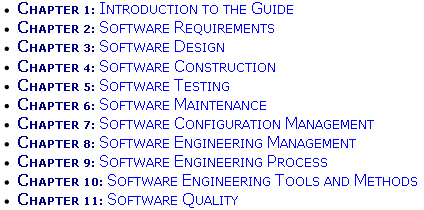 • CHAPTER 1: INTRODUCTION TO THE GUIDE
• CHAPTER 2: SOFTWARE REQUIREMENTS
• CHAPTER 3: SOFTWARE DESIGN
• CHAPTER 4: SOFTWARE CONSTRUCTION
• CHAPTER 5: SOFTWARE TESTING
• CHAPTER 6: SOFTWARE MAINTENANCE
• CHAPTER 7: SOFTWARE CONFIGURATION MANAGEMENT
• CHAPTER 8: SOFTWARE ENGINEERING MANAGEMENT
• CHAPTER 9: SOFTWARE ENGINEERING PROCESS
• CHAPTER 10: SOFTWARE ENGINEERING TOOLS AND METHODS
• CHAPTER 11: SOFTWARE QUALITY